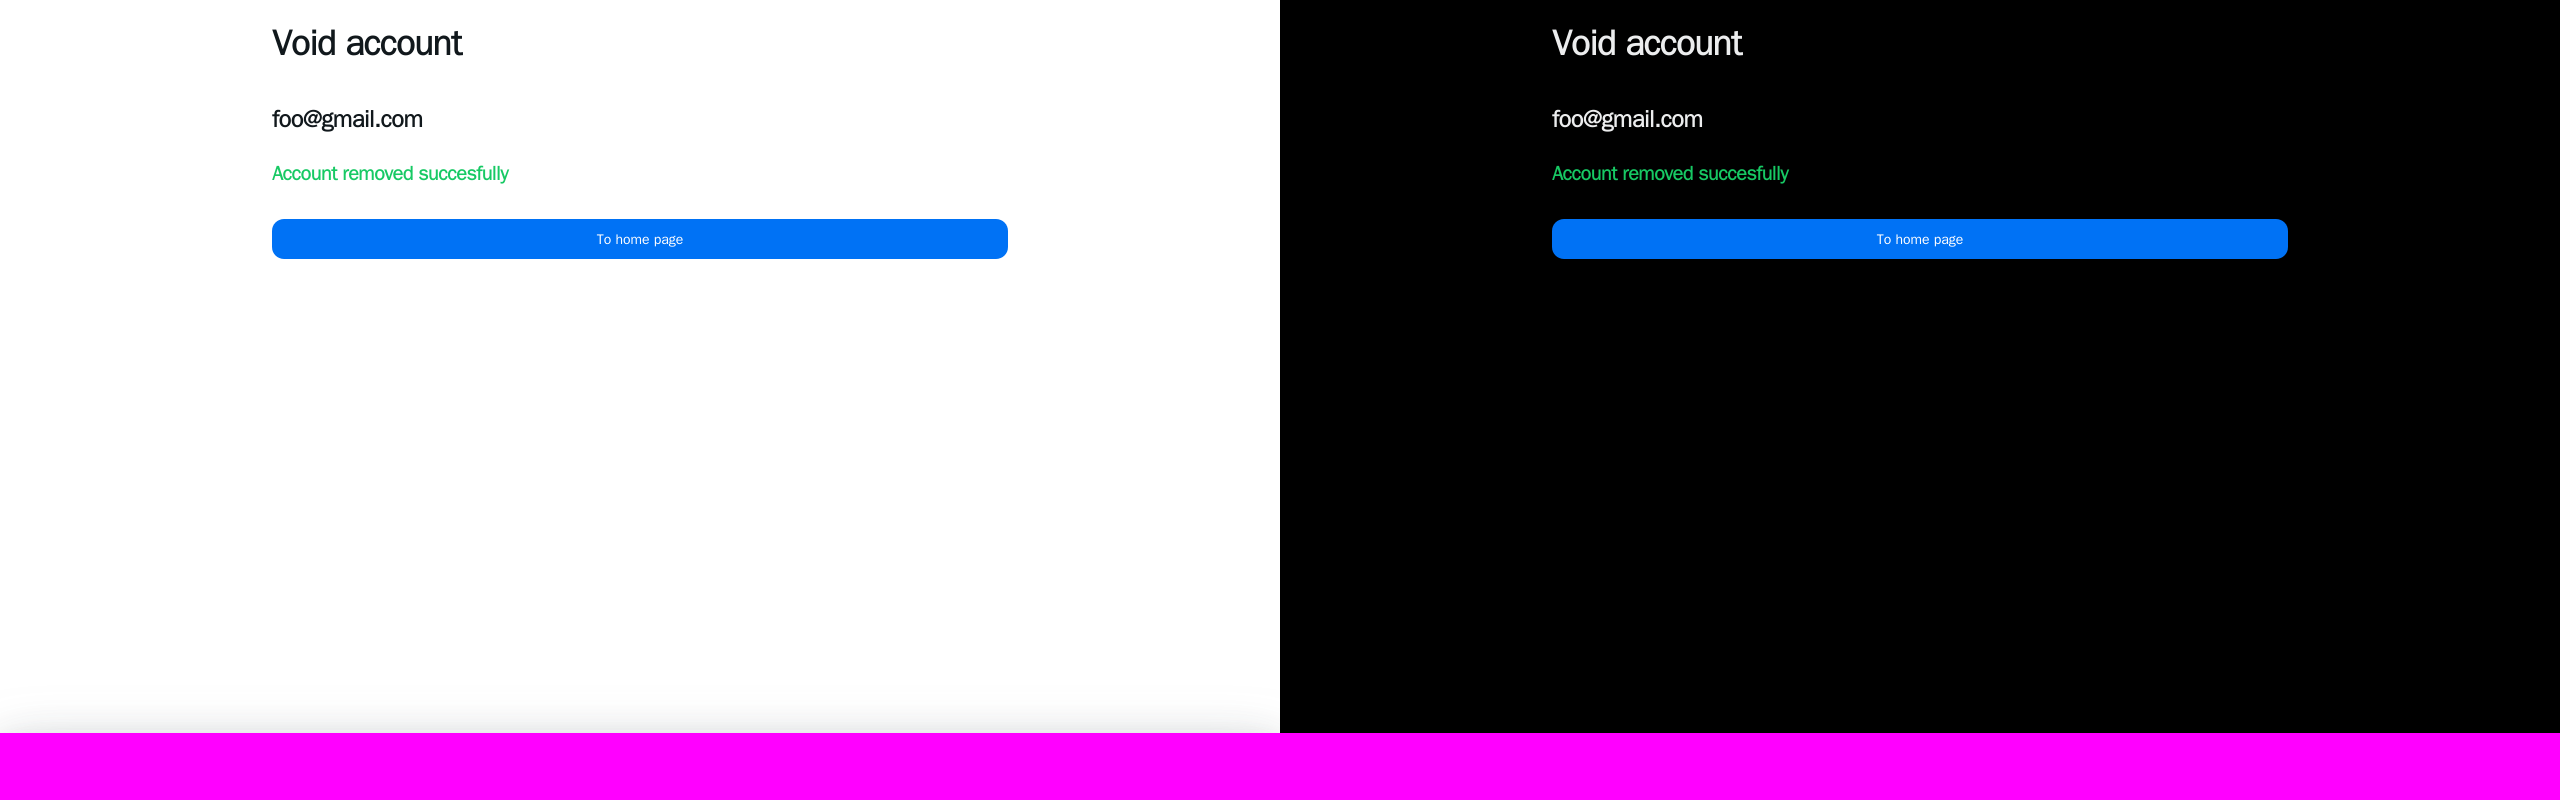 Void account
foo@gmail.com
Account removed succesfully
To home page
Void account
foo@gmail.com
Account removed succesfully
To home page